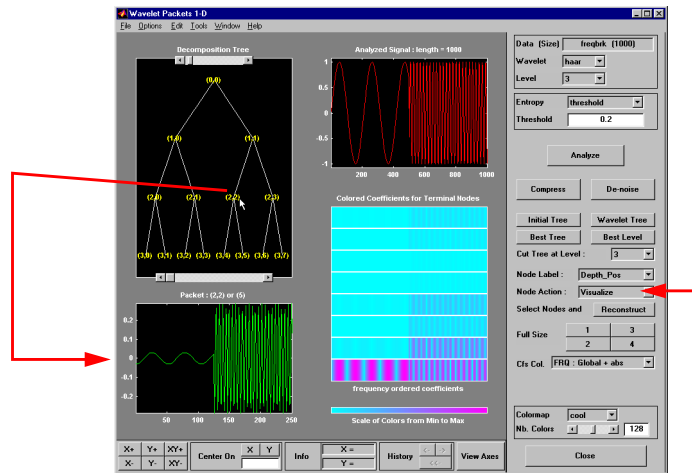 Wavelet Packets 1-D
File Options Edit Tools Window Help
Decomposition Tree
(0,0)
(1,0) (1,1)
(2,0) (2,1) (2,2) (2,3)
(3,0) (3,1) (3,2) (3,3) (3,4) (3,5) (3,6) (3,7)
Packet : (2,2) or (5)
0.2
0.1
0
-0.1
-0.2
50 100 150 200 250
Analyzed Signal : length = 1000
1
0.5
0
-0.5
-1
200 400 600 800 1000
Colored Coefficients for Terminal Nodes
frequency ordered coefficients
Scale of Colors from Min to Max
Data (Size) freqbrk (1000)
Wavelet haar
Level 3
Entropy threshold
Threshold 0.2
Analyze
Compress De-noise
Initial Tree Wavelet Tree
Best Tree Best Level
Cut Tree at Level : 3
Node Label : Depth_Pos
Node Action : Visualize
Select Nodes and Reconstruct
Full Size 1 3
2 4
Cfs Col. FRQ : Global + abs
Colormap cool
Nb. Colors 128
Close
X+ Y+ XY+
X- Y- XY-
Center On X Y
Info X =
Y =
History <- ->
<<-
View Axes